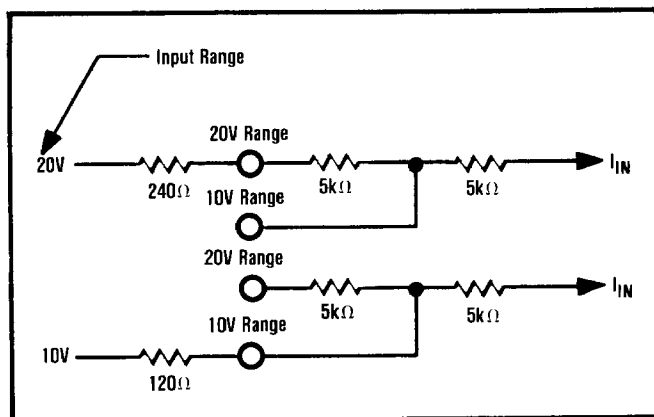 Input Range
20V Range
20V
240Ω
5kΩ
5kΩ
I_IN
10V Range
20V Range
10V Range
5kΩ
5kΩ
I_IN
10V
120Ω